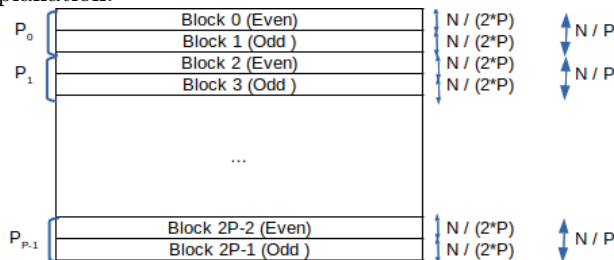 planation.
P0 Block 0 (Even) N / (2*P) N / P
Block 1 (Odd ) N / (2*P)
P1 Block 2 (Even) N / (2*P) N / P
Block 3 (Odd ) N / (2*P)
...
PP-1 Block 2P-2 (Even) N / (2*P) N / P
Block 2P-1 (Odd ) N / (2*P)